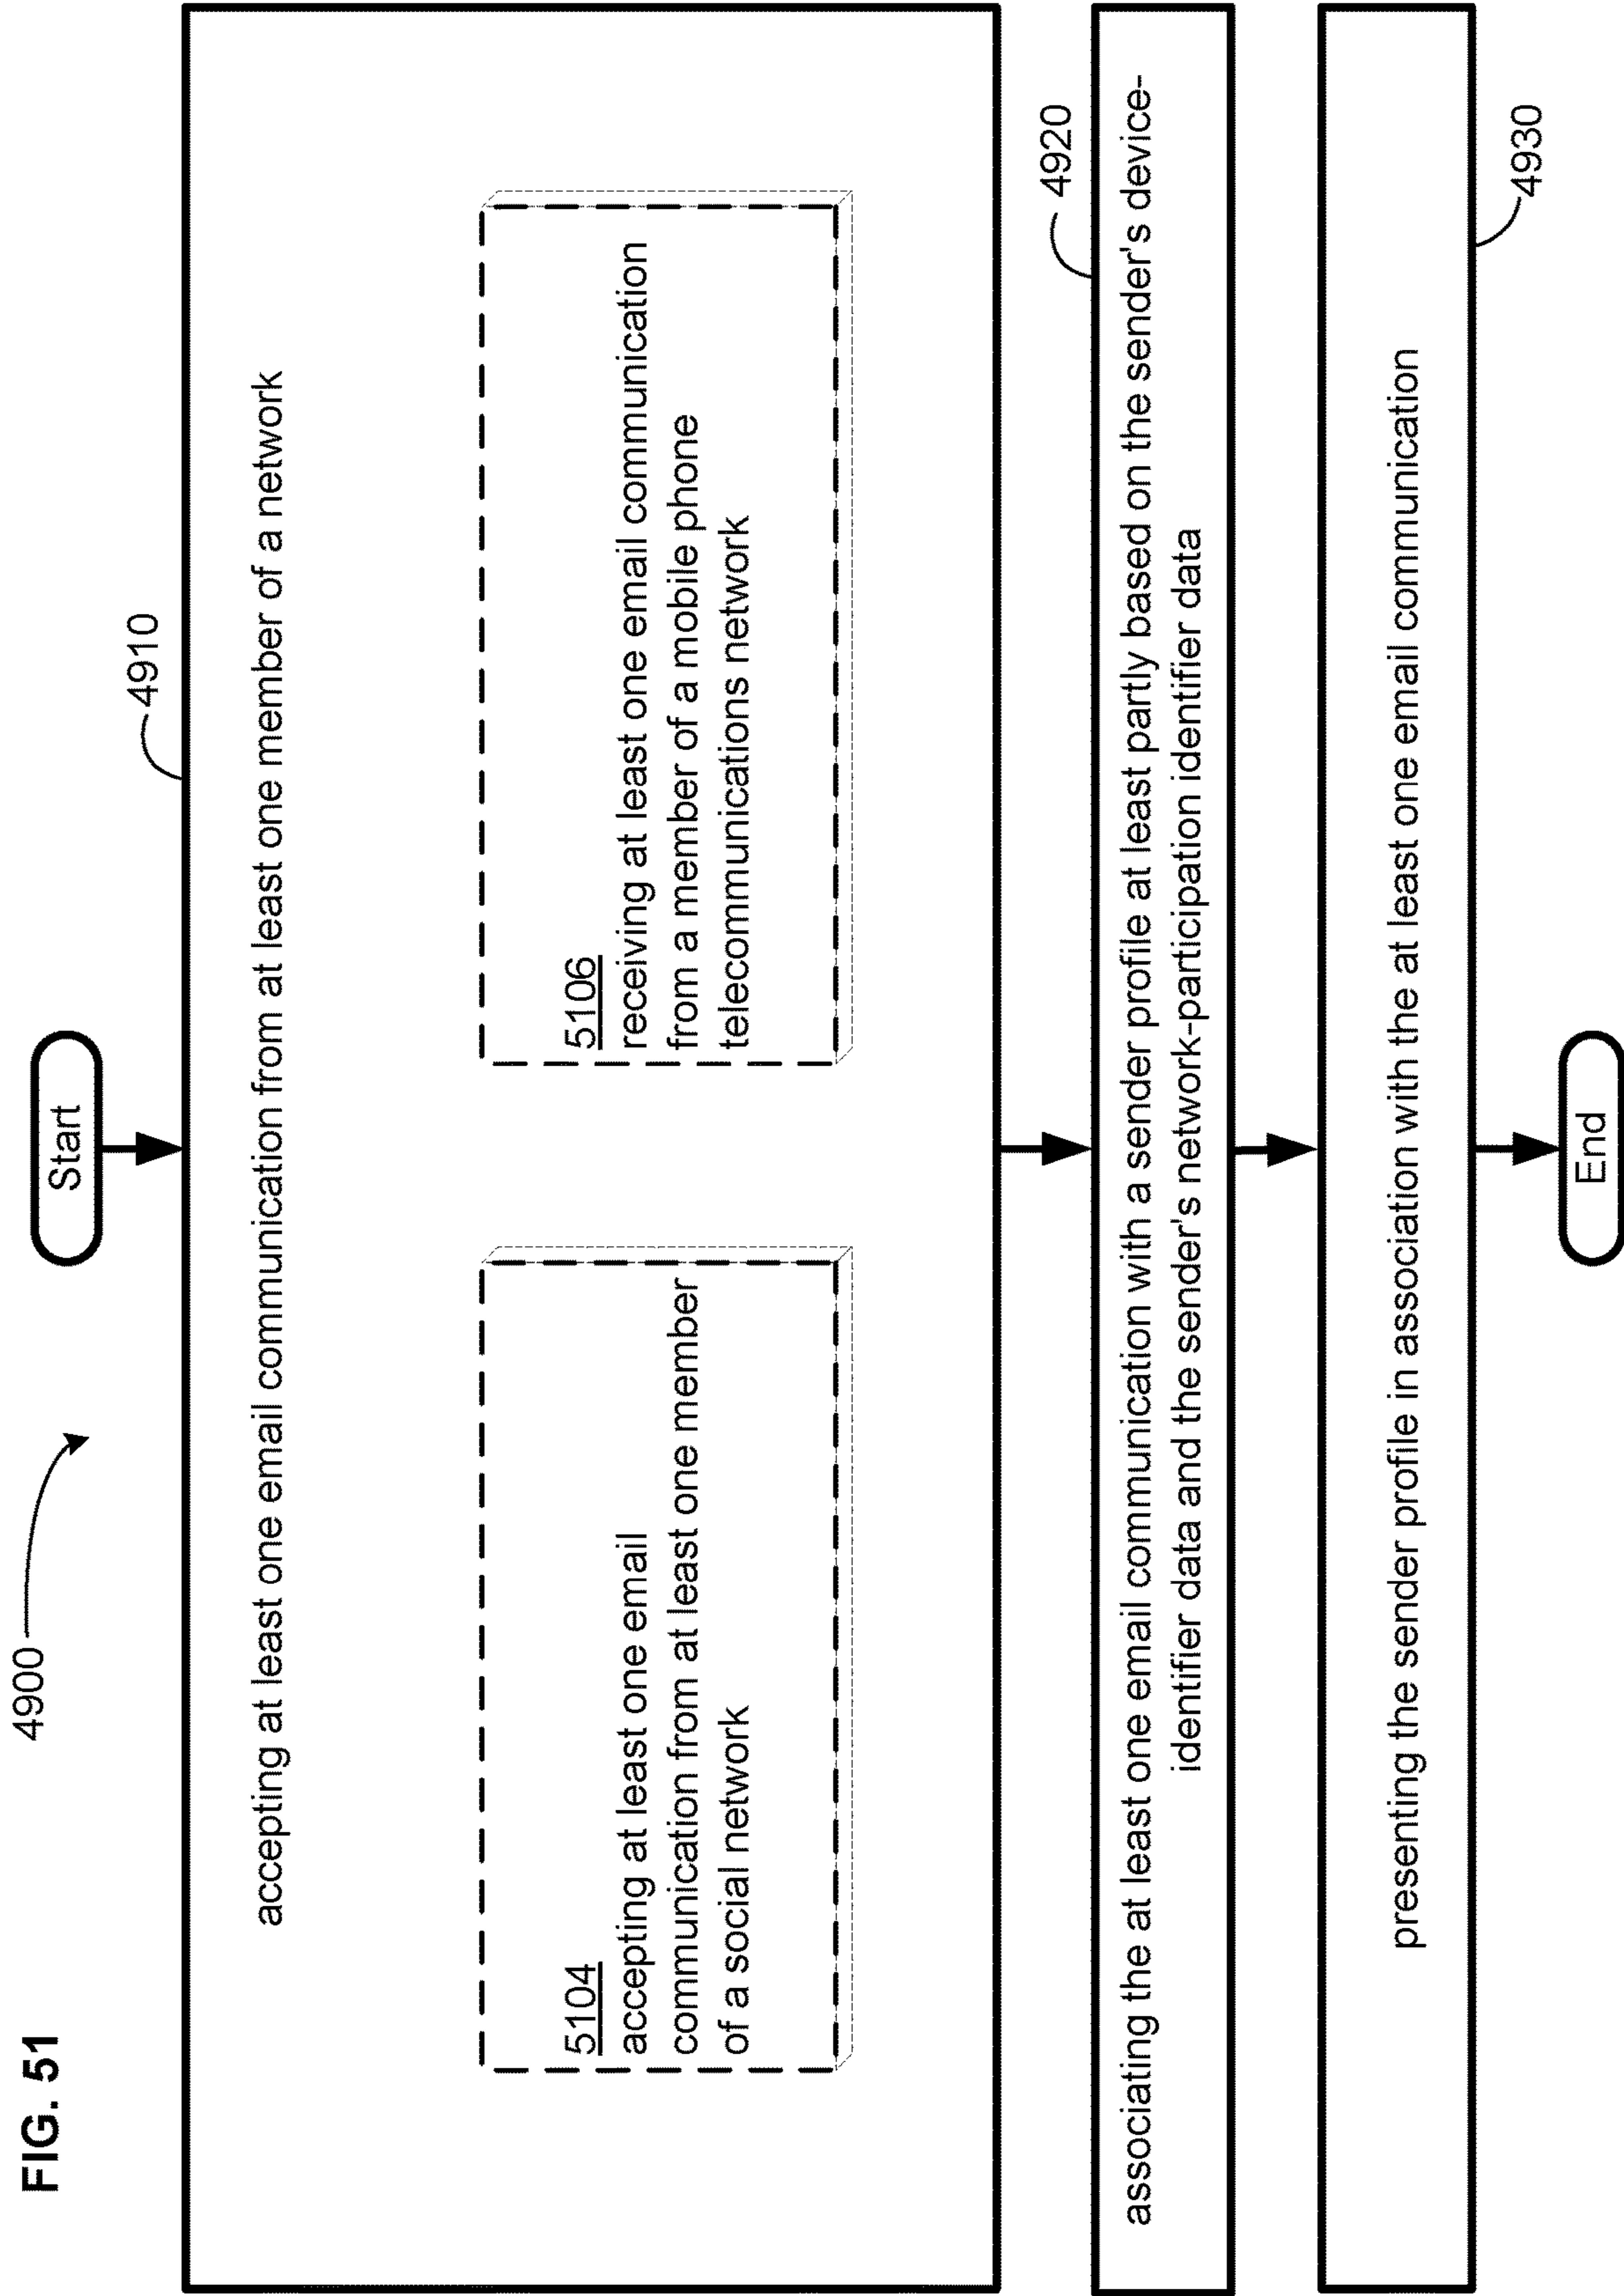 FIG. 51
4900
Start
4910
accepting at least one email communication from at least one member of a network
5104
accepting at least one email
communication from at least one member
of a social network
5106
receiving at least one email communication
from a member of a mobile phone
telecommunications network
4920
associating the at least one email communication with a sender profile at least partly based on the sender's device-
identifier data and the sender's network-participation identifier data
4930
presenting the sender profile in association with the at least one email communication
End